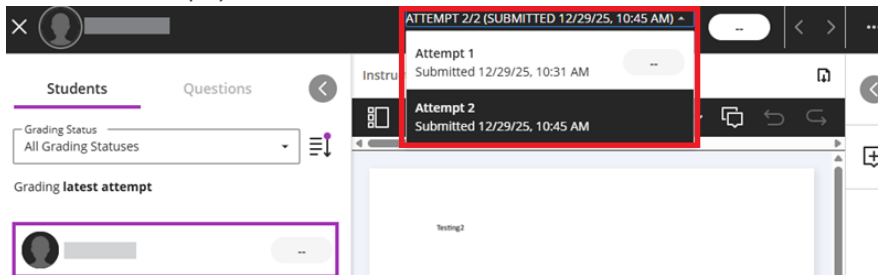 ATTEMPT 2/2 (SUBMITTED 12/29/25, 10:45 AM)
--
Attempt 1
Submitted 12/29/25, 10:31 AM
--
Attempt 2
Submitted 12/29/25, 10:45 AM
Instru
Students
Questions
Grading Status
All Grading Statuses
Grading latest attempt
--
Testing2